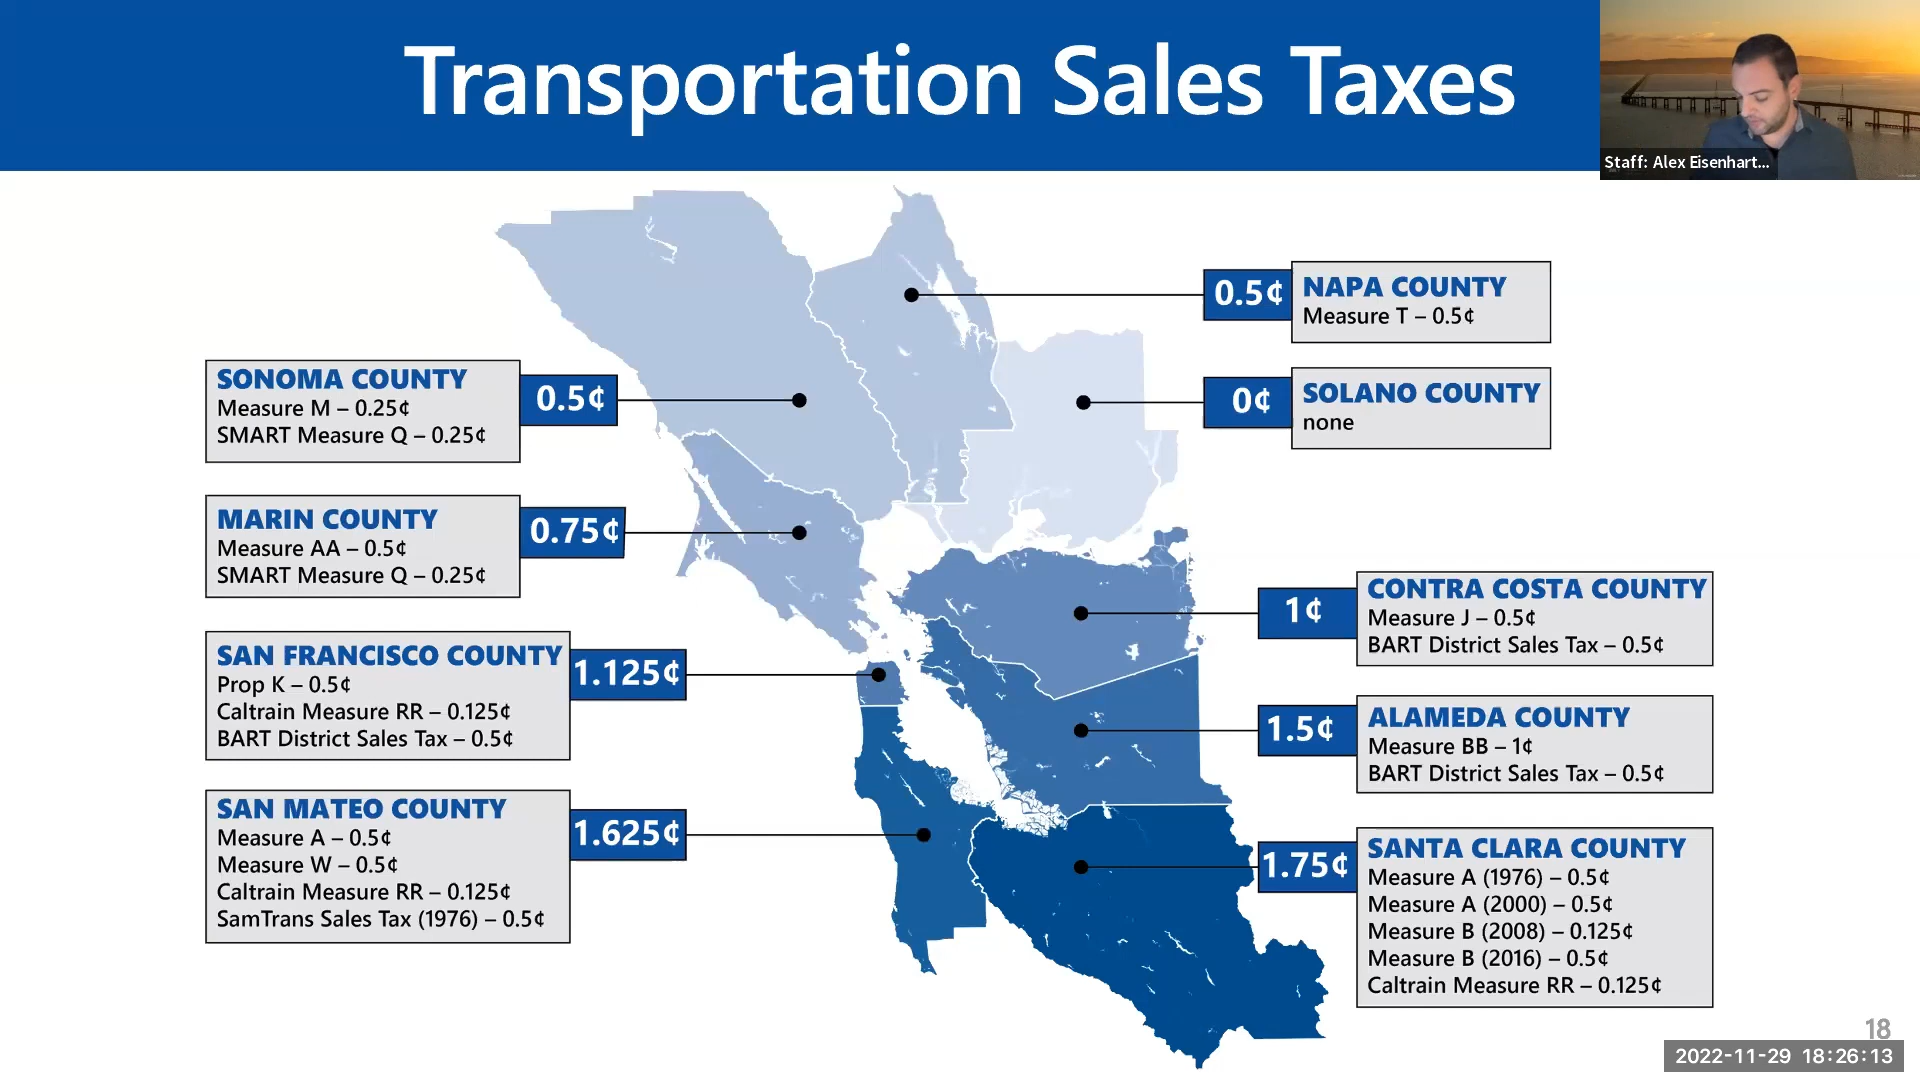 Transportation Sales Taxes
Staff: Alex Eisenhart...
SONOMA COUNTY
Measure M – 0.25¢
SMART Measure Q – 0.25¢
0.5¢
MARIN COUNTY
Measure AA – 0.5¢
SMART Measure Q – 0.25¢
0.75¢
SAN FRANCISCO COUNTY
Prop K – 0.5¢
Caltrain Measure RR – 0.125¢
BART District Sales Tax – 0.5¢
1.125¢
SAN MATEO COUNTY
Measure A – 0.5¢
Measure W – 0.5¢
Caltrain Measure RR – 0.125¢
SamTrans Sales Tax (1976) – 0.5¢
1.625¢
0.5¢
NAPA COUNTY
Measure T – 0.5¢
0¢
SOLANO COUNTY
none
1¢
CONTRA COSTA COUNTY
Measure J – 0.5¢
BART District Sales Tax – 0.5¢
1.5¢
ALAMEDA COUNTY
Measure BB – 1¢
BART District Sales Tax – 0.5¢
1.75¢
SANTA CLARA COUNTY
Measure A (1976) – 0.5¢
Measure A (2000) – 0.5¢
Measure B (2008) – 0.125¢
Measure B (2016) – 0.5¢
Caltrain Measure RR – 0.125¢
18
2022-11-29 18:26:13